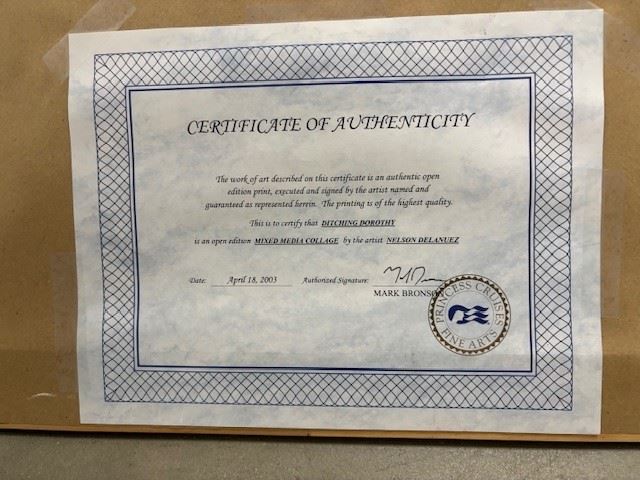 CERTIFICATE OF AUTHENTICITY
The work of art described on this certificate is an authentic open
edition print, executed and signed by the artist named and
guaranteed as represented herein. The printing is of the highest quality.
This is to certify that DITCHING DOROTHY
is an open edition MIXED MEDIA COLLAGE by the artist NELSON DELANUEZ
Date: April 18, 2003 Authorized Signature:
MARK BRONSON
PRINCESS CRUISES
FINE ARTS